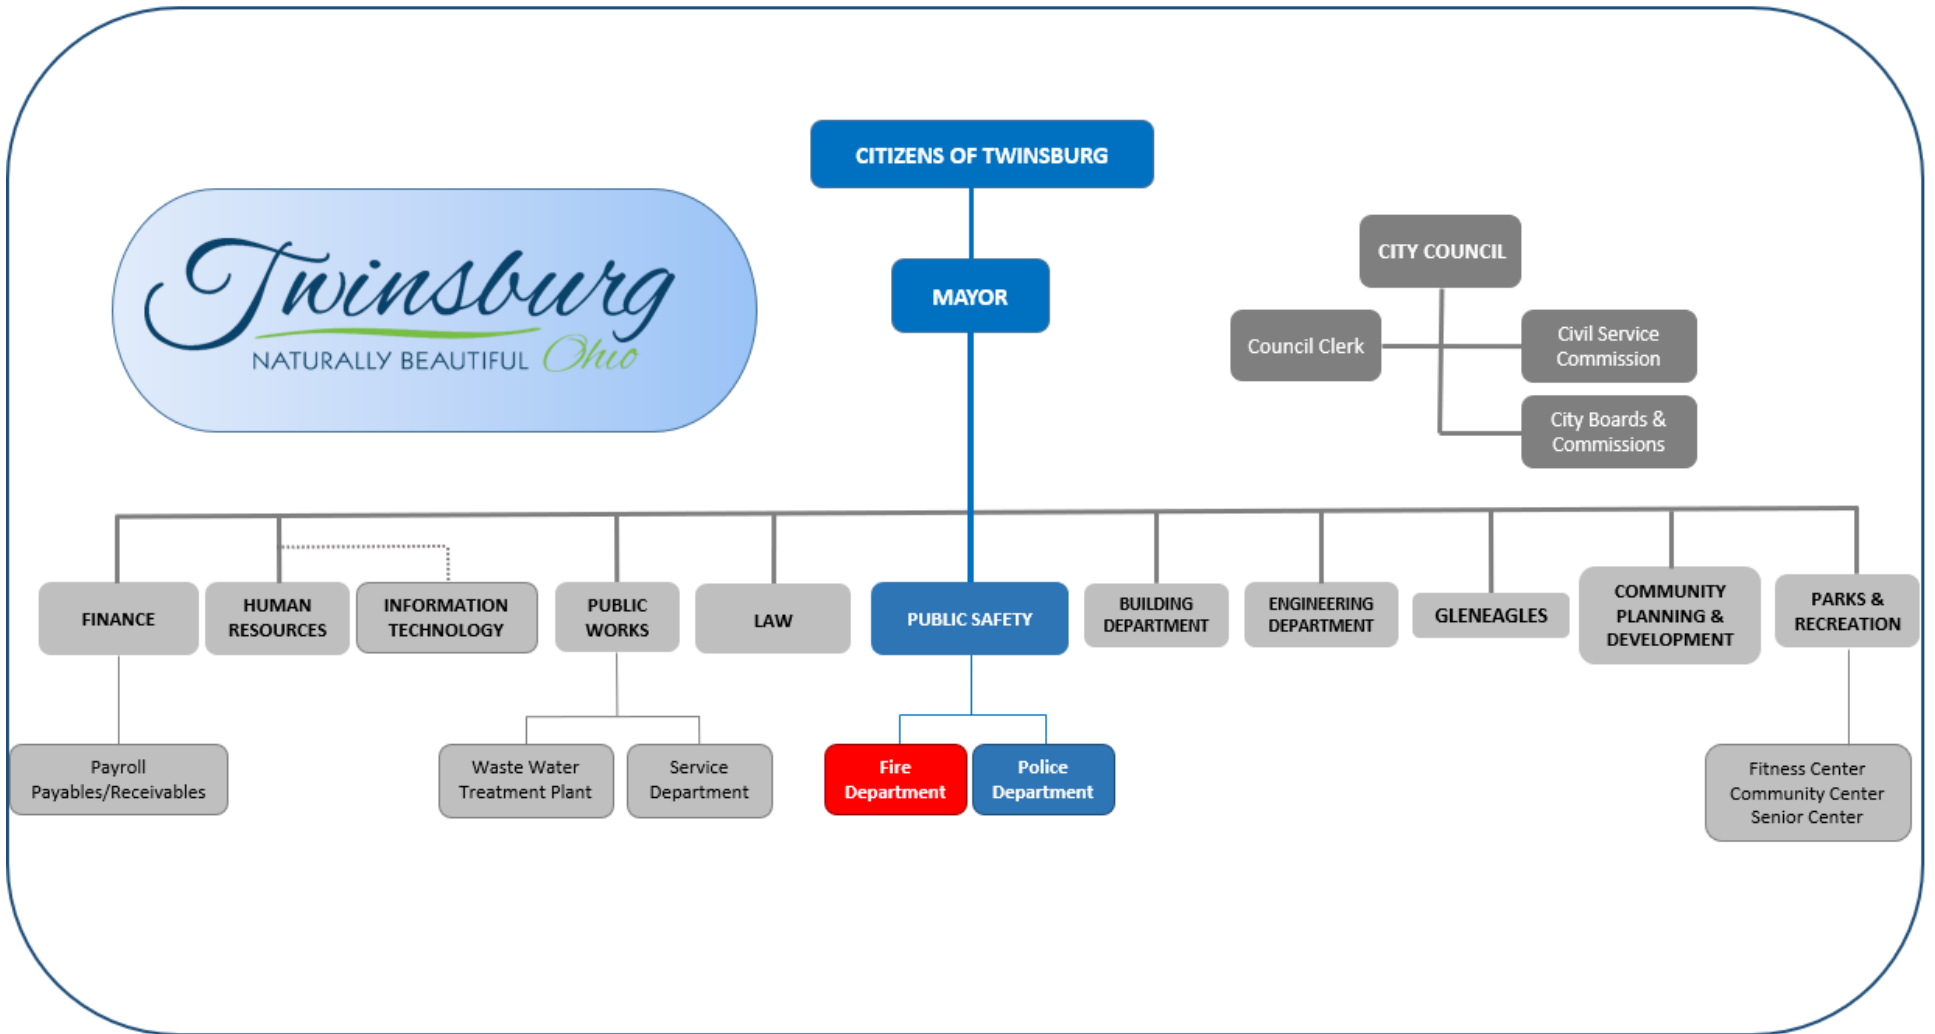 CITIZENS OF TWINSBURG
Twinsburg
NATURALLY BEAUTIFUL Ohio
MAYOR
CITY COUNCIL
Council Clerk
Civil Service
Commission
City Boards &
Commissions
FINANCE
HUMAN
RESOURCES
INFORMATION
TECHNOLOGY
PUBLIC
WORKS
LAW
PUBLIC SAFETY
BUILDING
DEPARTMENT
ENGINEERING
DEPARTMENT
GLENEAGLES
COMMUNITY
PLANNING &
DEVELOPMENT
PARKS &
RECREATION
Payroll
Payables/Receivables
Waste Water
Treatment Plant
Service
Department
Fire
Department
Police
Department
Fitness Center
Community Center
Senior Center